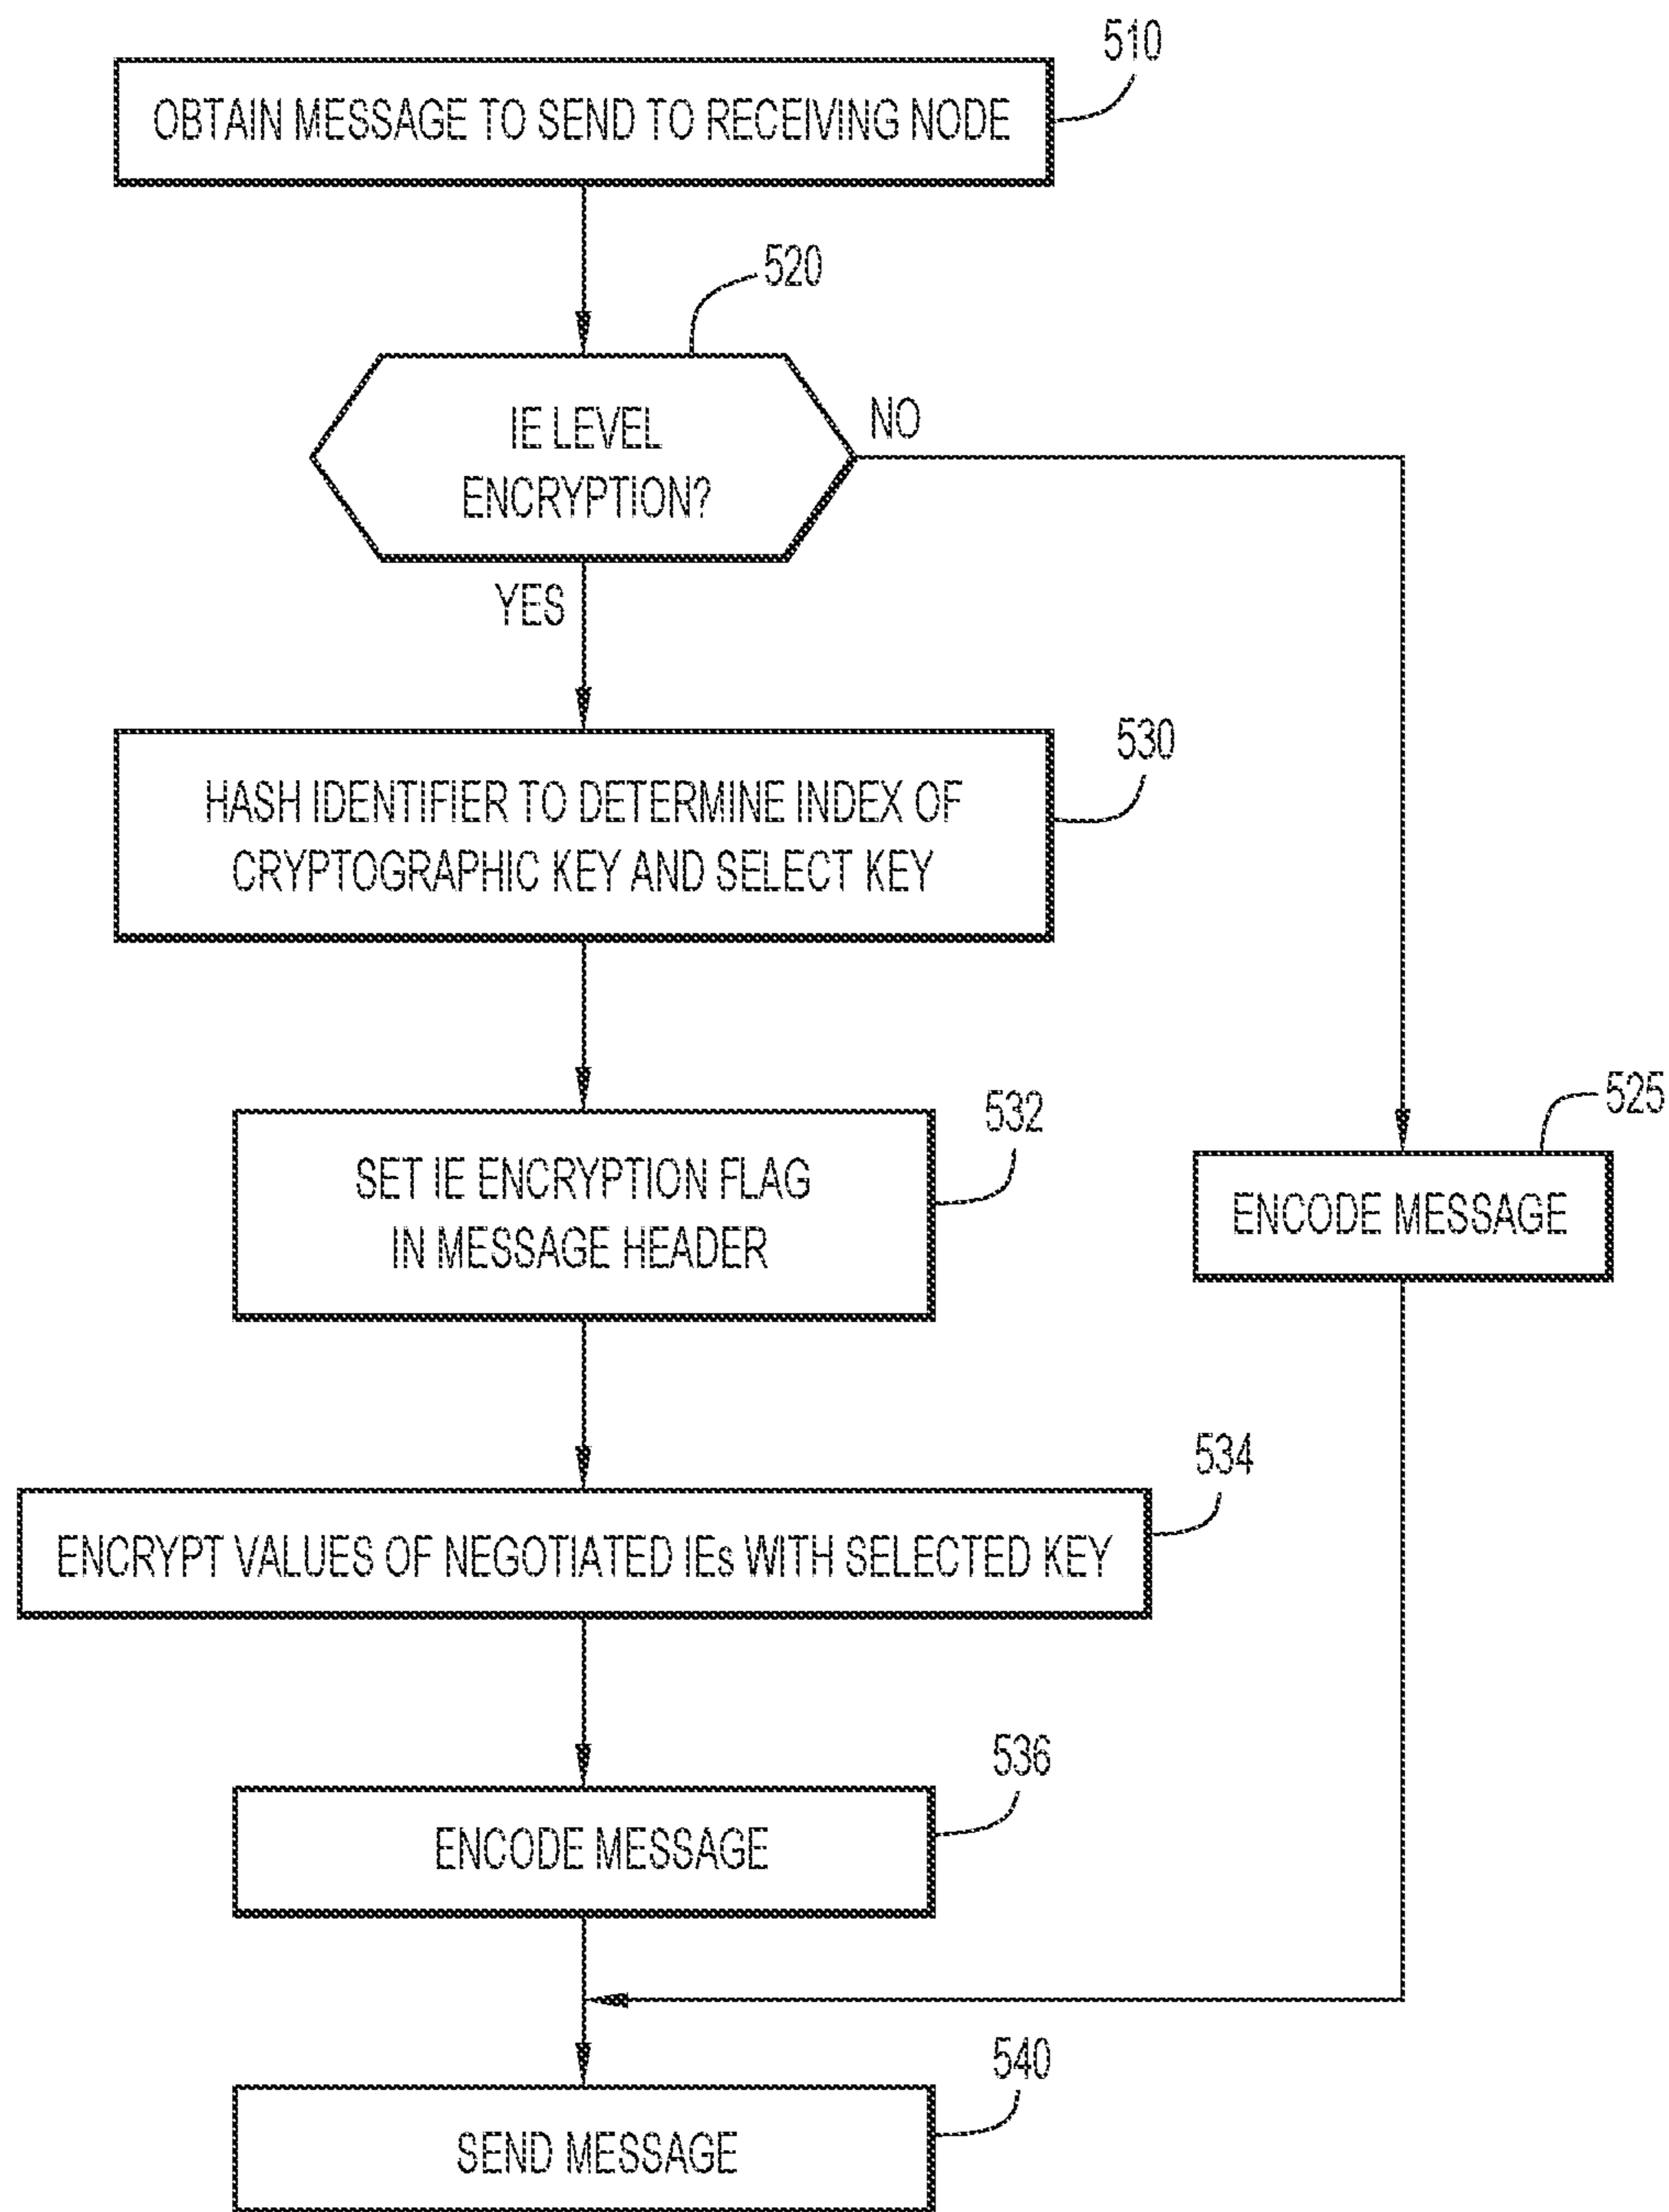 510
OBTAIN MESSAGE TO SEND TO RECEIVING NODE
520
IE LEVEL
ENCRYPTION?
NO
YES
530
HASH IDENTIFIER TO DETERMINE INDEX OF
CRYPTOGRAPHIC KEY AND SELECT KEY
532
SET IE ENCRYPTION FLAG
IN MESSAGE HEADER
525
ENCODE MESSAGE
534
ENCRYPT VALUES OF NEGOTIATED IEs WITH SELECTED KEY
536
ENCODE MESSAGE
540
SEND MESSAGE